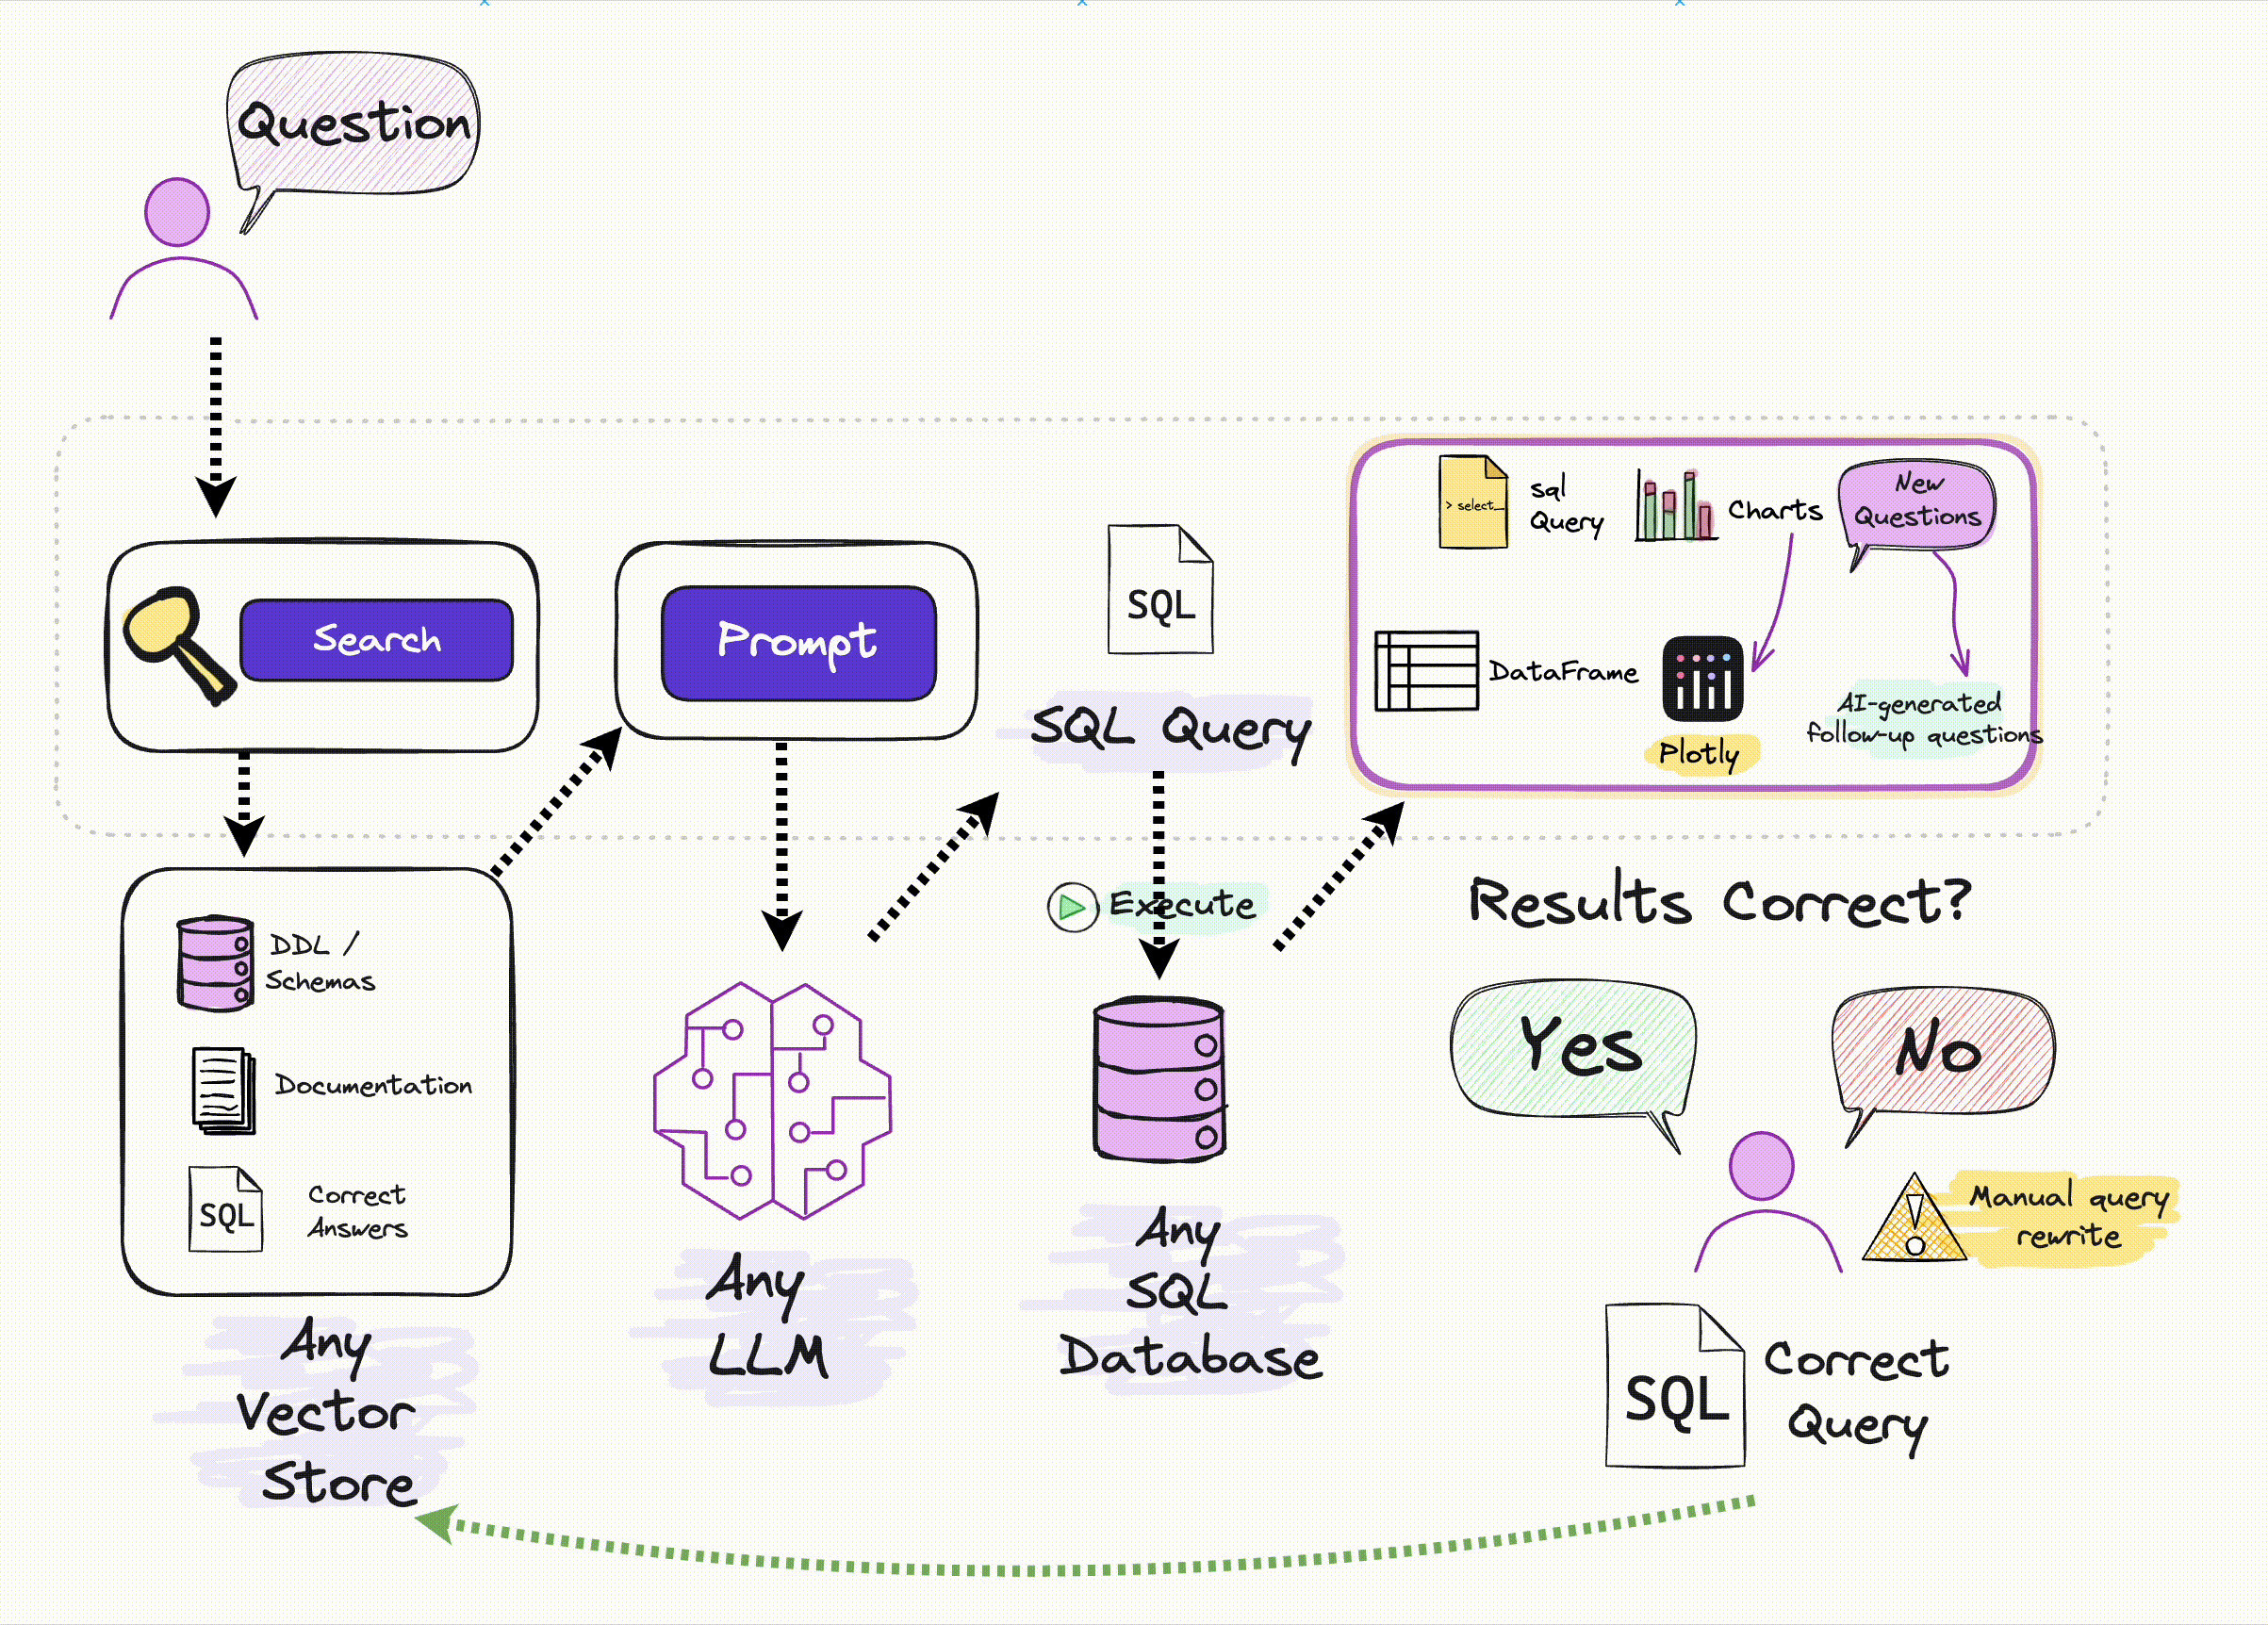 Question
Search
Prompt
SQL
SQL Query
> select_
sql
Query
Charts
New
Questions
DataFrame
Plotly
AI-generated
follow-up questions
DDL /
Schemas
Documentation
SQL
Correct
Answers
Any
Vector
Store
Any
LLM
Execute
Any
SQL
Database
Results Correct?
Yes
No
Manual query
rewrite
SQL
Correct
Query